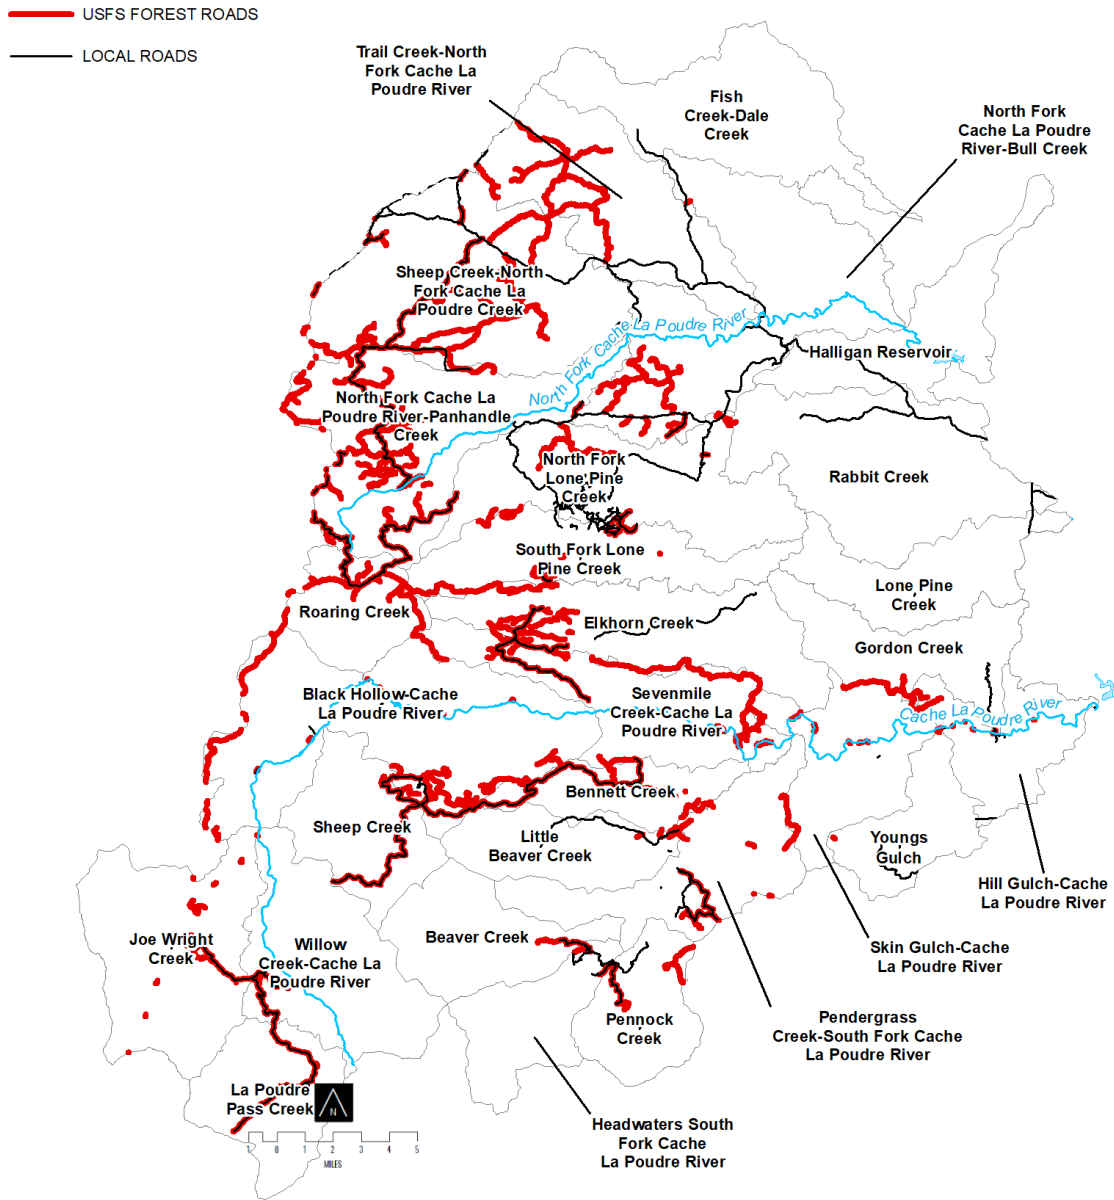 USFS FOREST ROADS
LOCAL ROADS
Trail Creek-North
Fork Cache La
Poudre River
Fish
Creek-Dale
Creek
North Fork
Cache La Poudre
River-Bull Creek
Sheep Creek-North
Fork Cache La
Poudre Creek
North Fork Cache La Poudre River
Halligan Reservoir
North Fork Cache La
Poudre River-Panhandle
Creek
North Fork
Lone Pine
Creek
Rabbit Creek
South Fork Lone
Pine Creek
Lone Pine
Creek
Roaring Creek
Elkhorn Creek
Gordon Creek
Black Hollow-Cache
La Poudre River
Sevenmile
Creek-Cache La
Poudre River
Cache La Poudre River
Bennett Creek
Sheep Creek
Little
Beaver Creek
Youngs
Gulch
Hill Gulch-Cache
La Poudre River
Joe Wright
Creek
Willow
Creek-Cache La
Poudre River
Beaver Creek
Skin Gulch-Cache
La Poudre River
Pennock
Creek
Pendergrass
Creek-South Fork Cache
La Poudre River
La Poudre
Pass Creek
N
Headwaters South
Fork Cache
La Poudre River
1 0 1 2 3 4 5
MILES